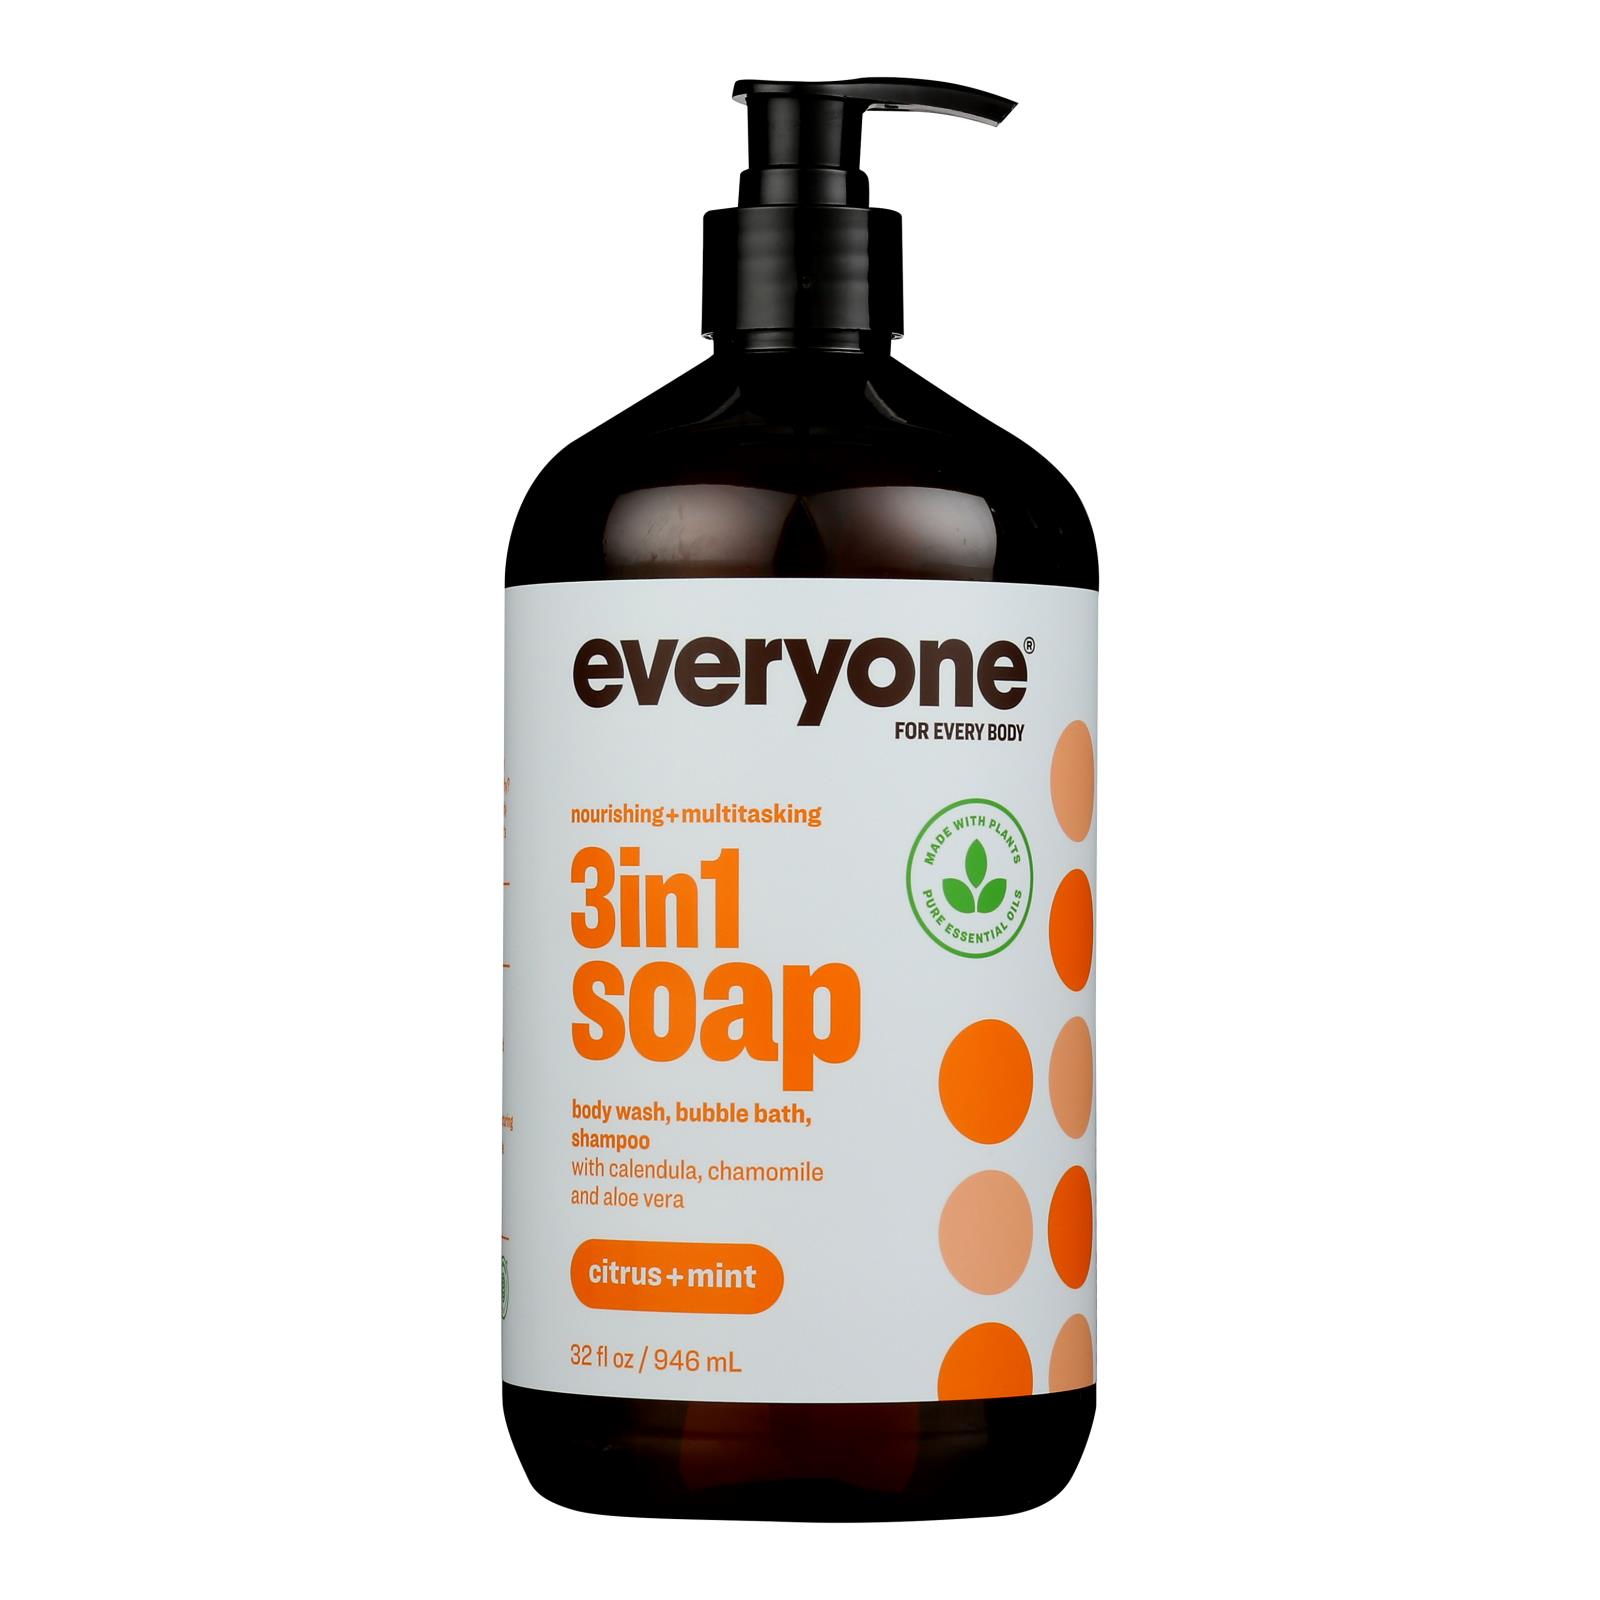 everyone®
FOR EVERY BODY
nourishing+multitasking
MADE WITH PLANTS
PURE ESSENTIAL OILS
3in1
soap
body wash, bubble bath,
shampoo
with calendula, chamomile
and aloe vera
citrus+mint
32 fl oz / 946 mL